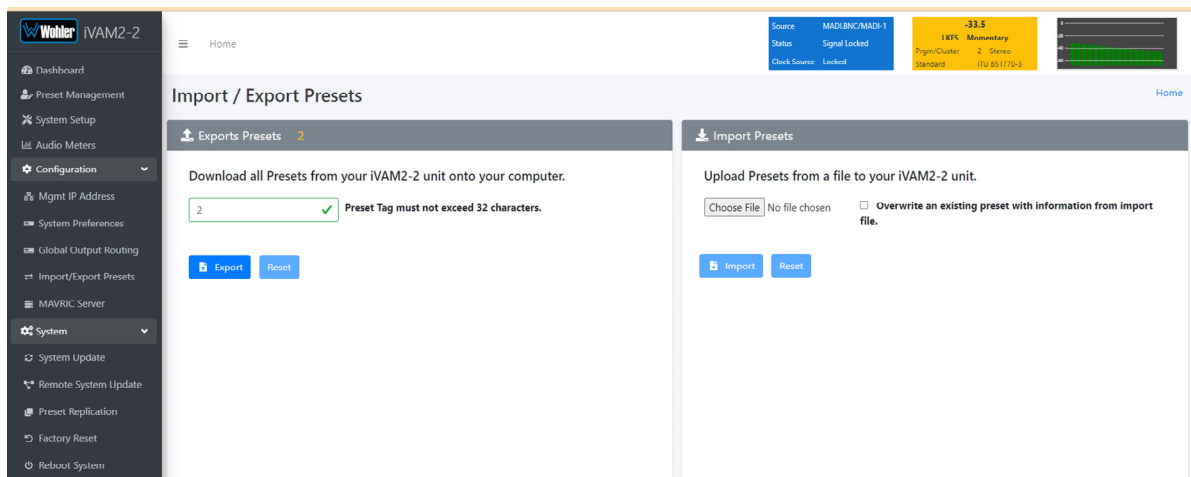 Wohler iVAM2-2
Dashboard
Preset Management
System Setup
Audio Meters
Configuration
Mgmt IP Address
System Preferences
Global Output Routing
Import/Export Presets
MAVRIC Server
System
System Update
Remote System Update
Preset Replication
Factory Reset
Reboot System
Home
Source MADI.BNC/MADI-1
Status Signal Locked
Clock Source Locked
-33.5
LKFS Momentary
Prgm/Cluster 2 Stereo
Standard ITU BS1770-3
Import / Export Presets
Home
Exports Presets 2
Download all Presets from your iVAM2-2 unit onto your computer.
2
Preset Tag must not exceed 32 characters.
Export Reset
Import Presets
Upload Presets from a file to your iVAM2-2 unit.
Choose File No file chosen
Overwrite an existing preset with information from import
file.
Import Reset